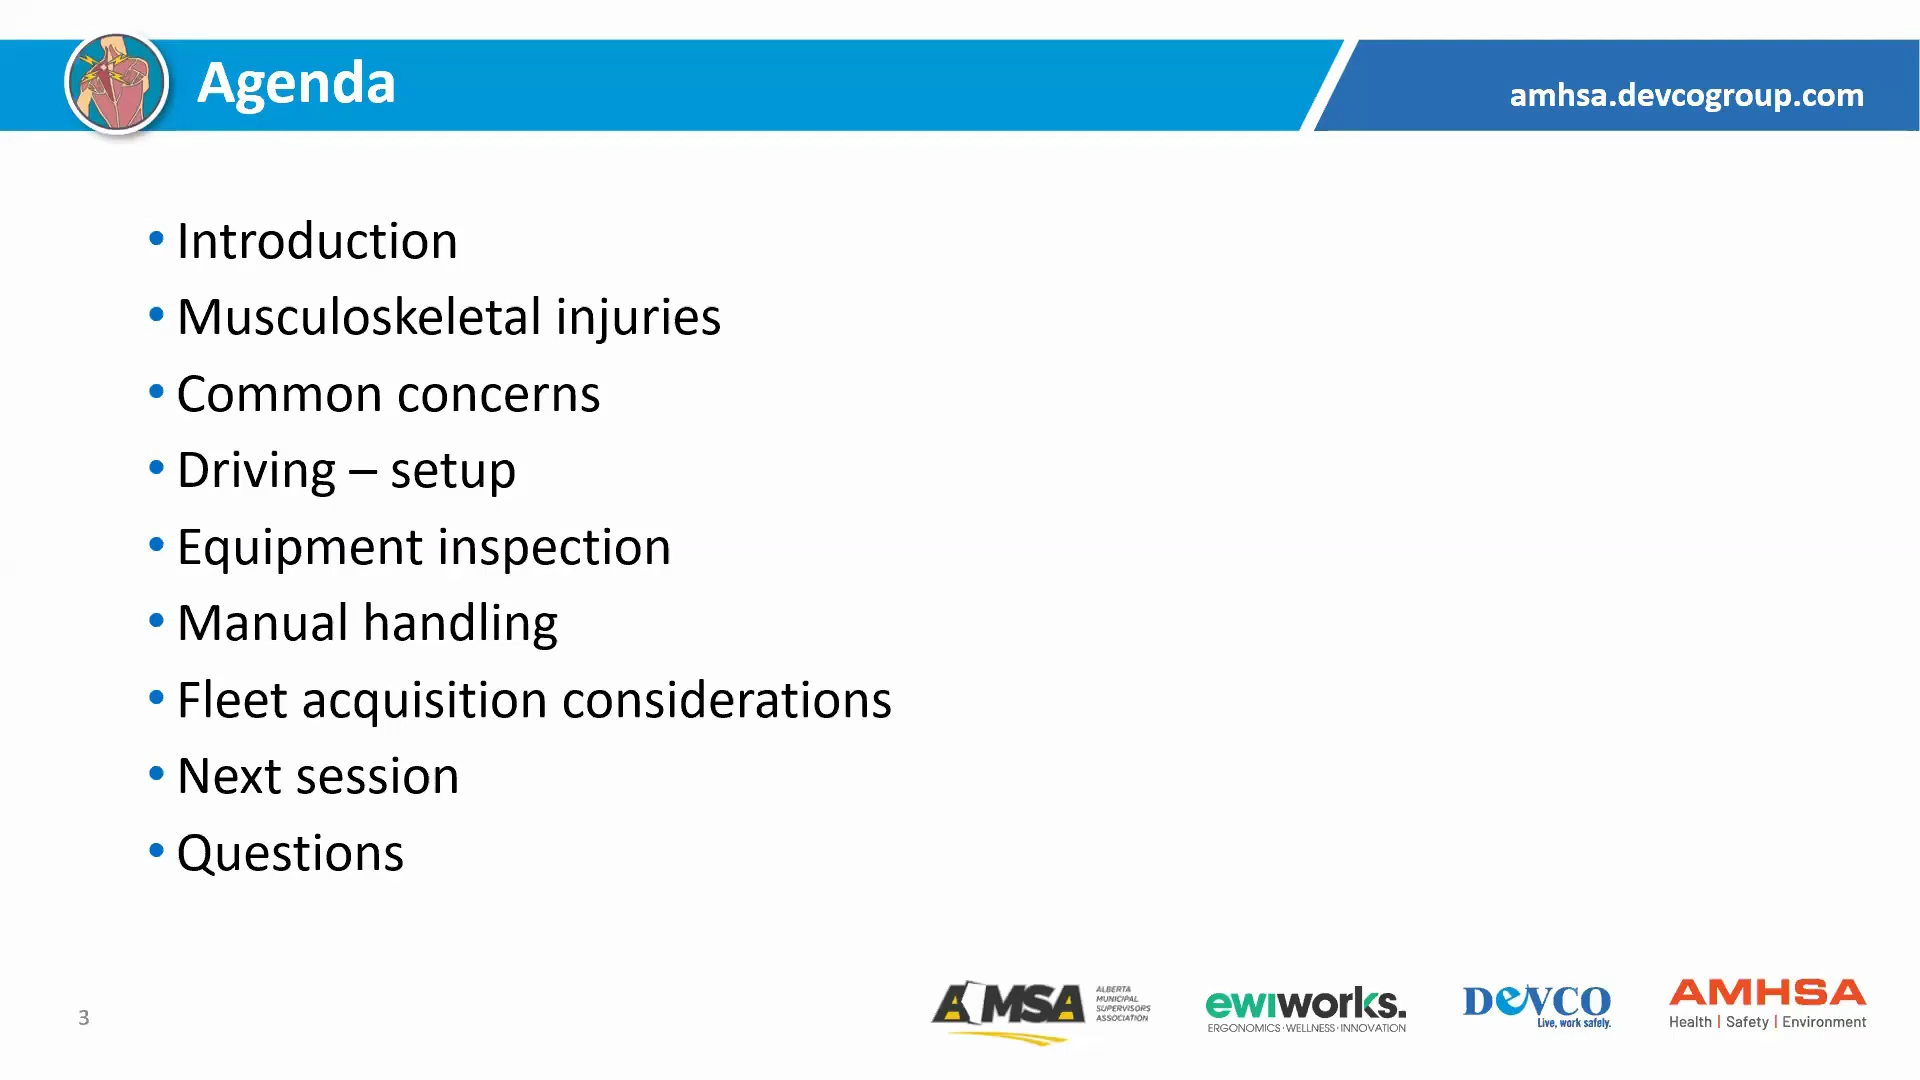 Agenda
amhsa.devcogroup.com
• Introduction
• Musculoskeletal injuries
• Common concerns
• Driving – setup
• Equipment inspection
• Manual handling
• Fleet acquisition considerations
• Next session
• Questions
3
AMSA
ALBERTA
MUNICIPAL
SUPERVISORS
ASSOCIATION
ewiworks.
ERGONOMICS·WELLNESS·INNOVATION
DEVCO
Live, work safely.
AMHSA
Health | Safety | Environment